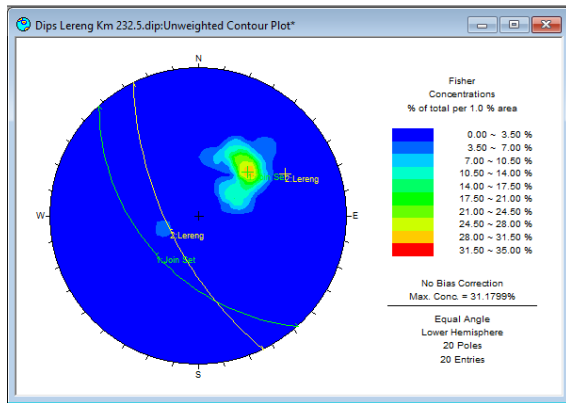 Dips Lereng Km 232.5.dip:Unweighted Contour Plot*
N
Fisher
Concentrations
% of total per 1.0 % area
0.00 ~ 3.50 %
3.50 ~ 7.00 %
7.00 ~ 10.50 %
10.50 ~ 14.00 %
14.00 ~ 17.50 %
17.50 ~ 21.00 %
21.00 ~ 24.50 %
24.50 ~ 28.00 %
28.00 ~ 31.50 %
31.50 ~ 35.00 %
2:Lereng
W
E
2:Lereng
1:Join Set
No Bias Correction
Max. Conc. = 31.1799%
Equal Angle
Lower Hemisphere
20 Poles
20 Entries
S